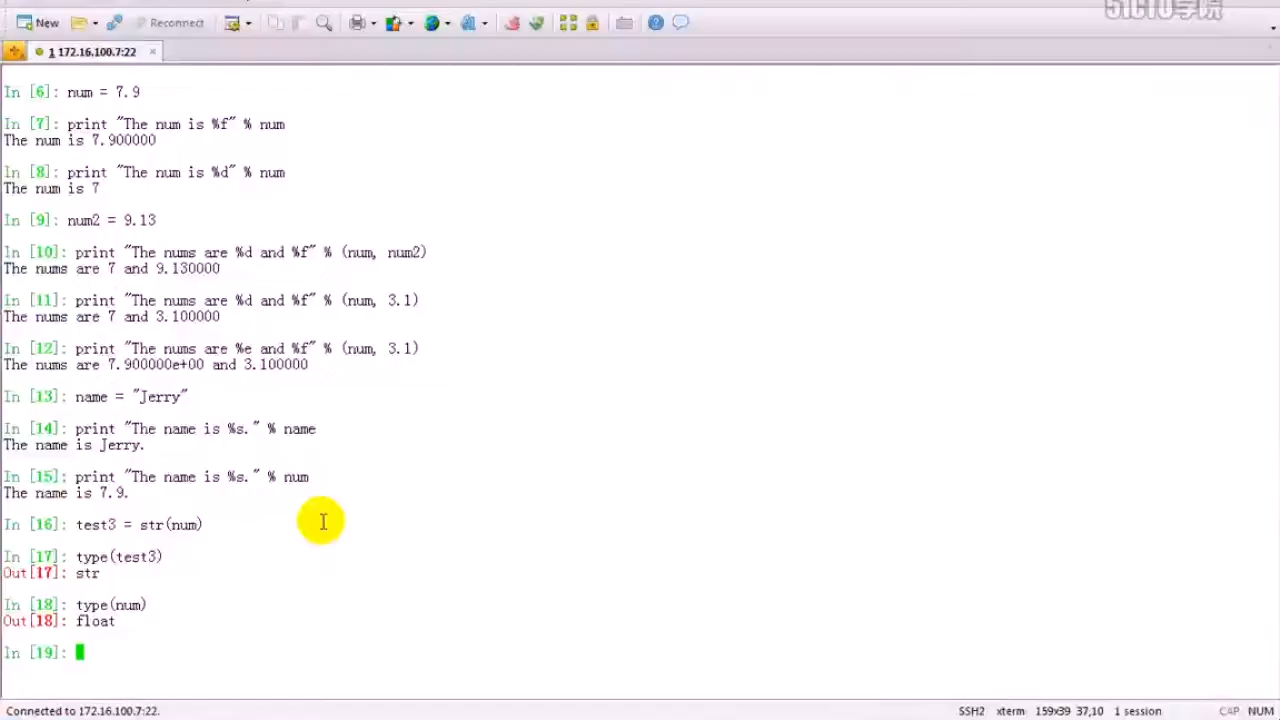 51CTO学院
New
Reconnect
1 172.16.100.7:22
In [6]: num = 7.9
In [7]: print "The num is %f" % num
The num is 7.900000
In [8]: print "The num is %d" % num
The num is 7
In [9]: num2 = 9.13
In [10]: print "The nums are %d and %f" % (num, num2)
The nums are 7 and 9.130000
In [11]: print "The nums are %d and %f" % (num, 3.1)
The nums are 7 and 3.100000
In [12]: print "The nums are %e and %f" % (num, 3.1)
The nums are 7.900000e+00 and 3.100000
In [13]: name = "Jerry"
In [14]: print "The name is %s." % name
The name is Jerry.
In [15]: print "The name is %s." % num
The name is 7.9.
In [16]: test3 = str(num)
In [17]: type(test3)
Out[17]: str
In [18]: type(num)
Out[18]: float
In [19]:
Connected to 172.16.100.7:22. SSH2 xterm 159x39 37,10 1 session CAP NUM